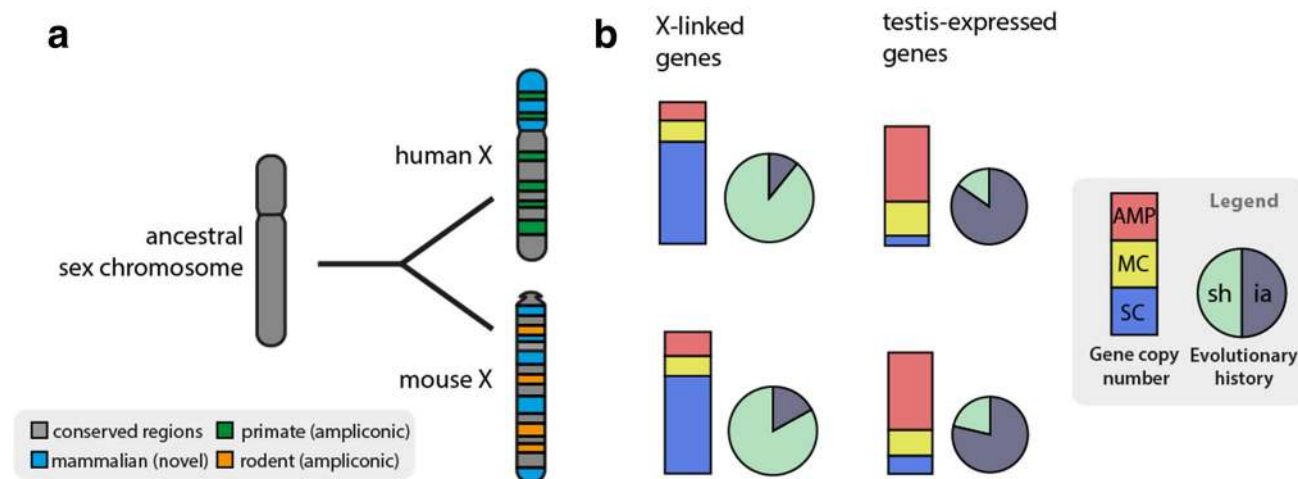 a
ancestral
sex chromosome
human X
mouse X
conserved regions
primate (ampliconic)
mammalian (novel)
rodent (ampliconic)
b
X-linked
genes
testis-expressed
genes
Legend
AMP
MC
SC
sh
ia
Gene copy
number
Evolutionary
history